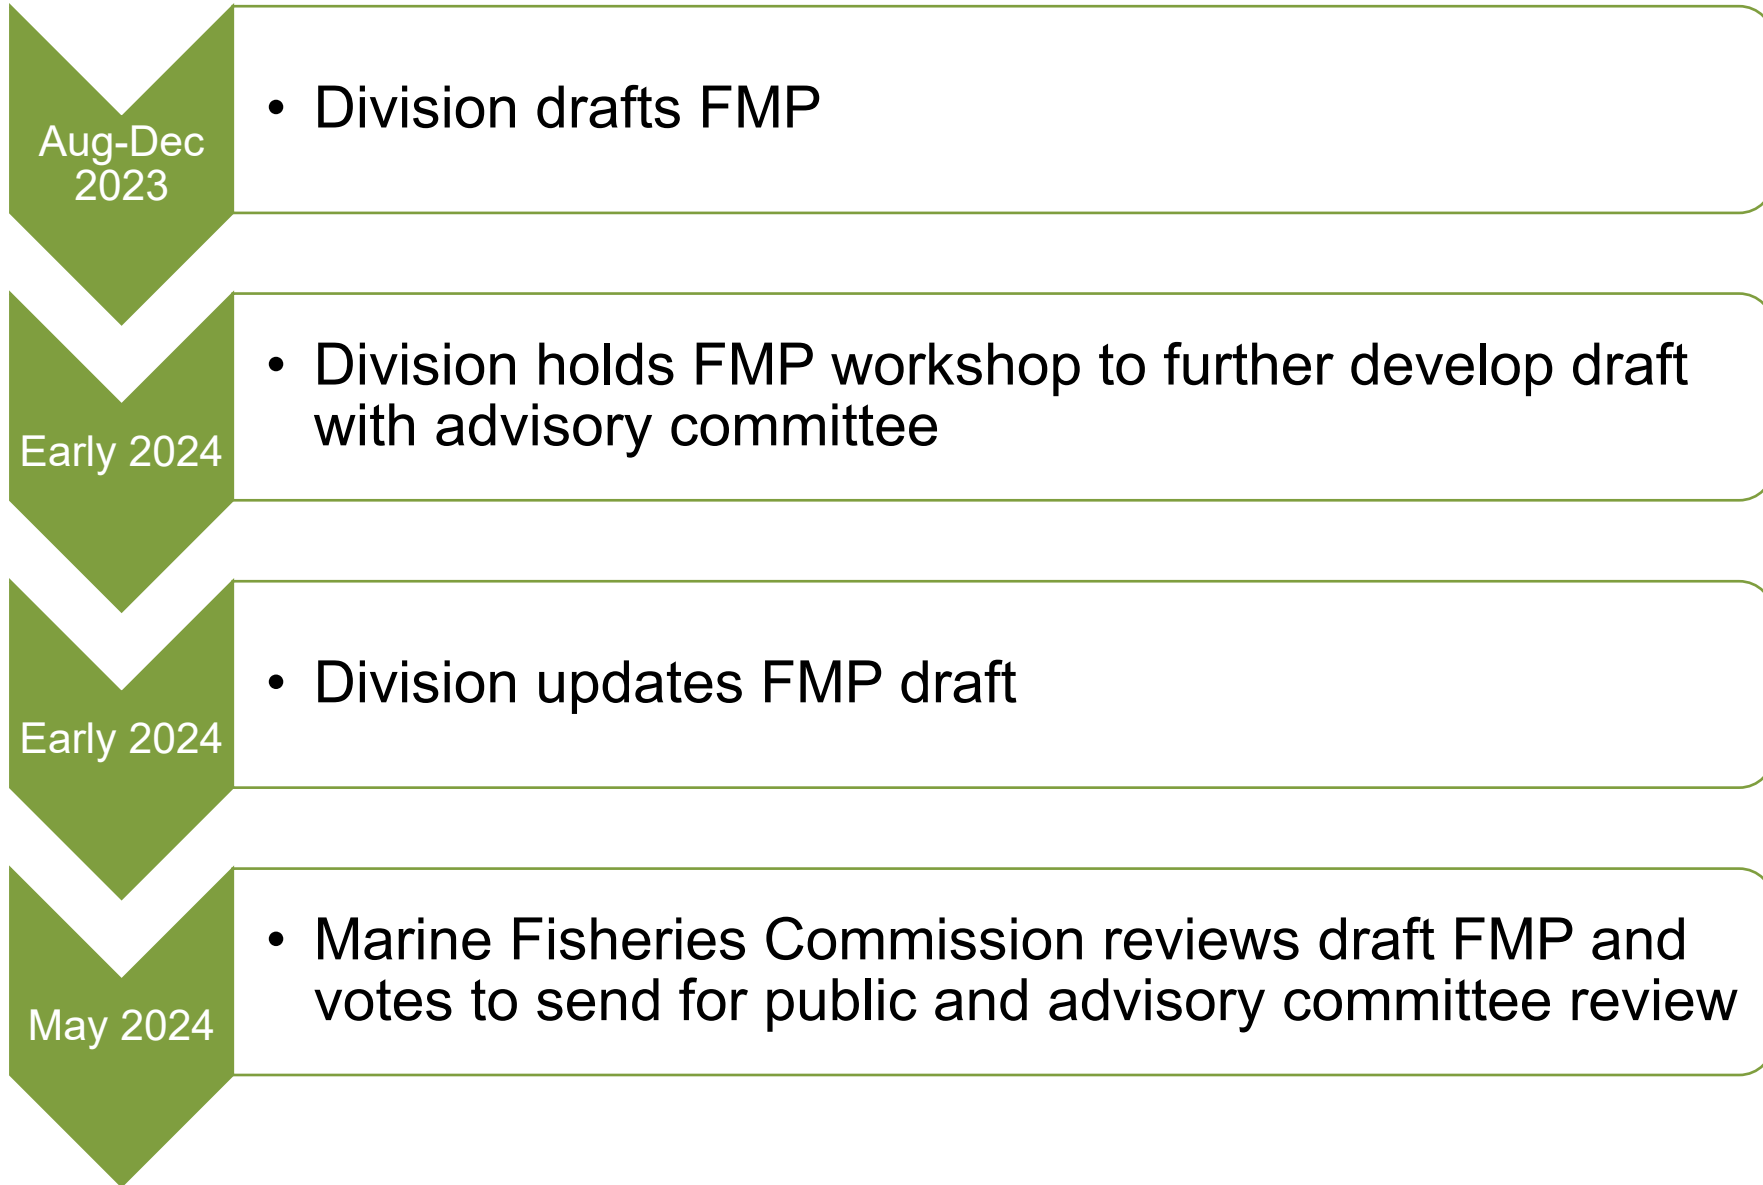 Aug-Dec
2023
• Division drafts FMP
Early 2024
• Division holds FMP workshop to further develop draft
with advisory committee
Early 2024
• Division updates FMP draft
May 2024
• Marine Fisheries Commission reviews draft FMP and
votes to send for public and advisory committee review